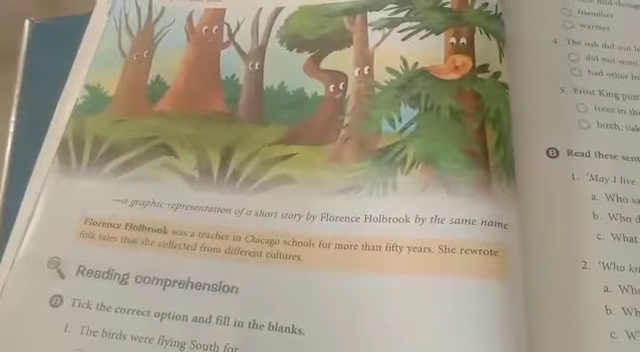 —a graphic representation of a short story by Florence Holbrook by the same name
Florence Holbrook was a teacher in Chicago schools for more than fifty years. She rewrote
folk tales that she collected from different cultures.
Reading comprehension
Tick the correct option and fill in the blanks.
1. The birds were flying South for
friendlier
warmer
4. The oak did not
did not want
had other
5. Frost King
trees in the
birch, oak
B Read these sent
1. 'May I live
a. Who
b. Who
c. What
2. 'Who
a. Who
b. Wh
c. W